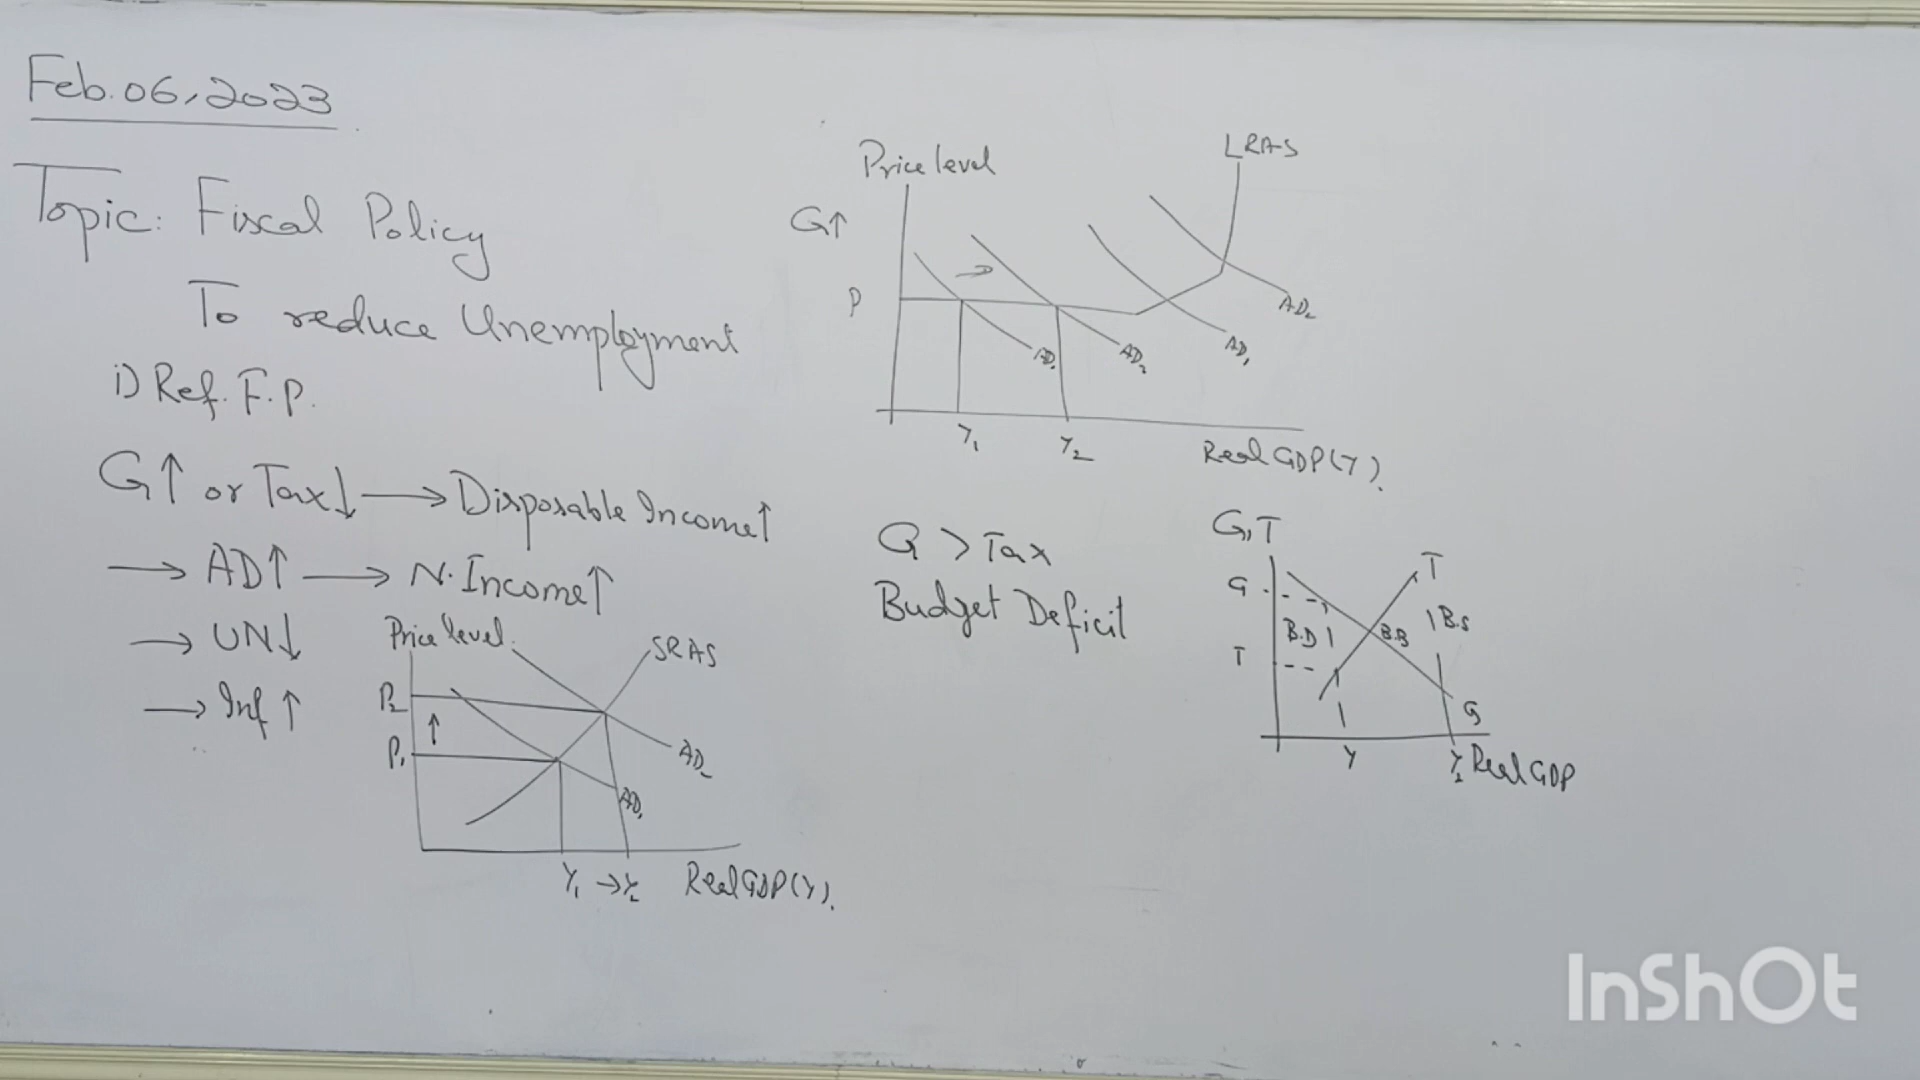 Feb.06,2023
Topic: Fiscal Policy
To reduce Unemployment
i) Ref. F.P.
G↑ or Tax↓ → Disposable Income↑
→ AD↑ → N.Income↑
→ UN↓
→ Inf ↑
Price level
SRAS
P2
↑
P1
AD2
AD1
Y1 → Y2
Real GDP(Y).
Price level
LRAS
G↑
P
→
AD1
AD2
AD1
AD2
Y1
Y2
Real GDP(Y).
G > Tax
Budget Deficit
G,T
T
G
B.D
B.B
B.S
T
G
Y
Y2
Real GDP
InShOt